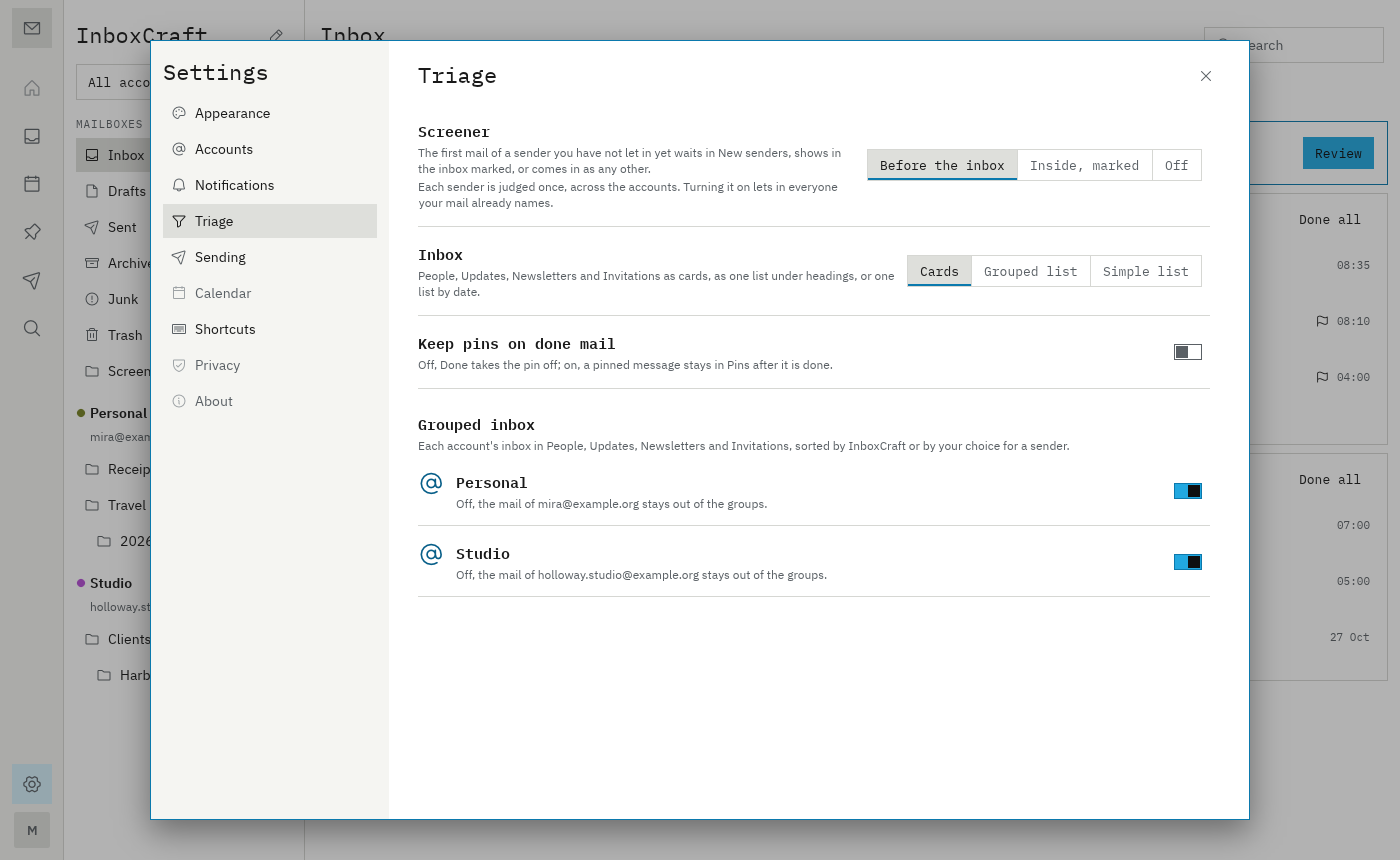 InboxCraft
All acco
MAILBOXES
Inbox
Drafts
Sent
Archive
Junk
Trash
Screen
Personal
mira@exam
Receip
Travel
2026
Studio
holloway.st
Clients
Harb
M
Inbox
earch
Review
Done all
08:35
08:10
04:00
Done all
07:00
05:00
27 Oct
Settings
Appearance
Accounts
Notifications
Triage
Sending
Calendar
Shortcuts
Privacy
About
Triage
Screener
The first mail of a sender you have not let in yet waits in New senders, shows in
the inbox marked, or comes in as any other.
Each sender is judged once, across the accounts. Turning it on lets in everyone
your mail already names.
Before the inbox Inside, marked Off
Inbox
People, Updates, Newsletters and Invitations as cards, as one list under headings, or one
list by date.
Cards Grouped list Simple list
Keep pins on done mail
Off, Done takes the pin off; on, a pinned message stays in Pins after it is done.
Grouped inbox
Each account's inbox in People, Updates, Newsletters and Invitations, sorted by InboxCraft or by your choice for a sender.
Personal
Off, the mail of mira@example.org stays out of the groups.
Studio
Off, the mail of holloway.studio@example.org stays out of the groups.